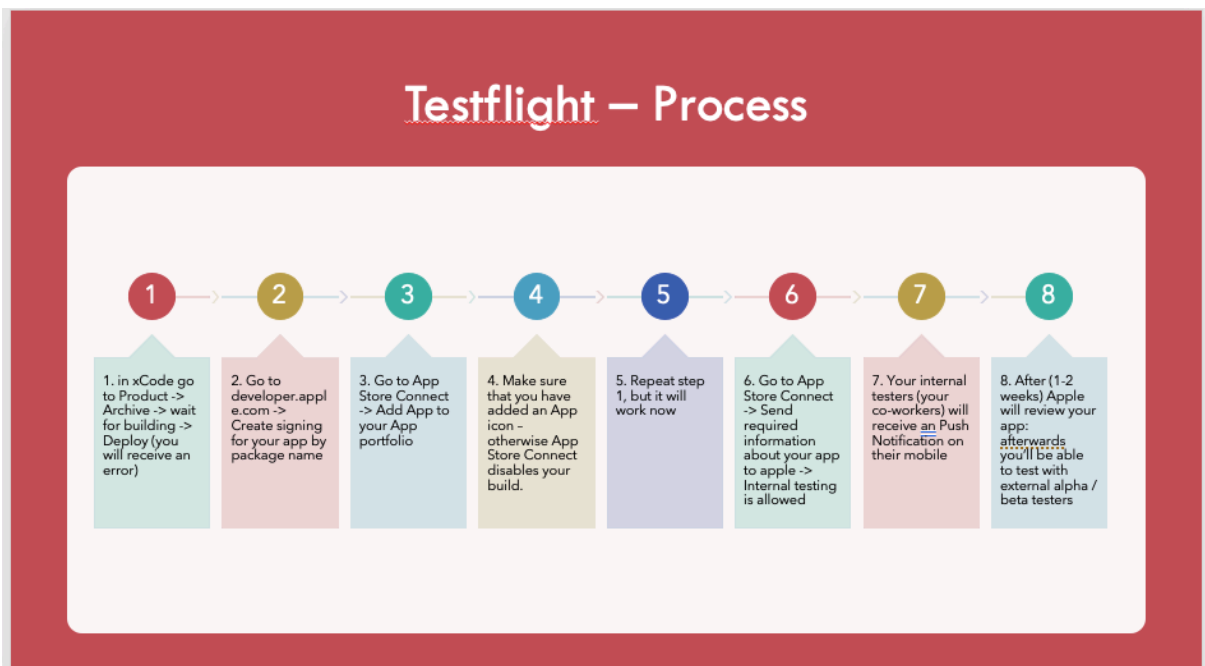 Testflight – Process
1
2
3
4
5
6
7
8
1. in xCode go
to Product ->
Archive -> wait
for building ->
Deploy (you
will receive an
error)
2. Go to
developer.appl
e.com ->
Create signing
for your app by
package name
3. Go to App
Store Connect
-> Add App to
your App
portfolio
4. Make sure
that you have
added an App
icon –
otherwise App
Store Connect
disables your
build.
5. Repeat step
1, but it will
work now
6. Go to App
Store Connect
-> Send
required
information
about your app
to apple ->
Internal testing
is allowed
7. Your internal
testers (your
co-workers) will
receive an Push
Notification on
their mobile
8. After (1-2
weeks) Apple
will review your
app:
afterwards
you'll be able
to test with
external alpha /
beta testers